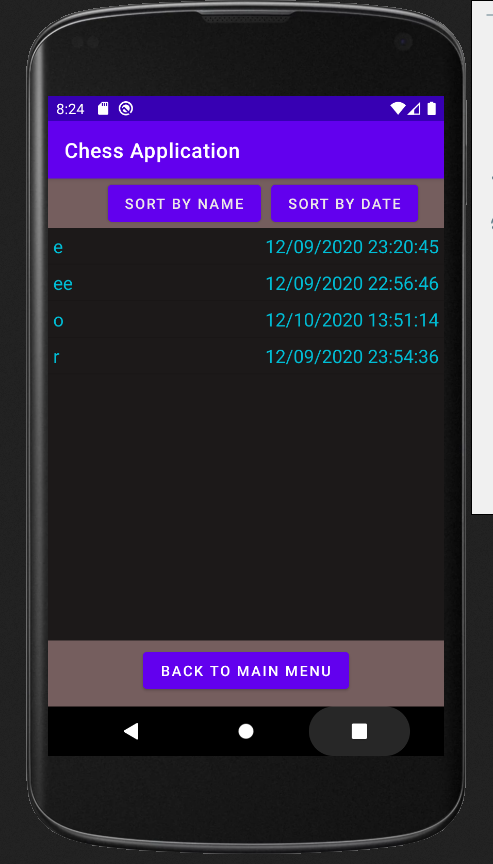 8:24
Chess Application
SORT BY NAME SORT BY DATE
e 12/09/2020 23:20:45
ee 12/09/2020 22:56:46
o 12/10/2020 13:51:14
r 12/09/2020 23:54:36
BACK TO MAIN MENU